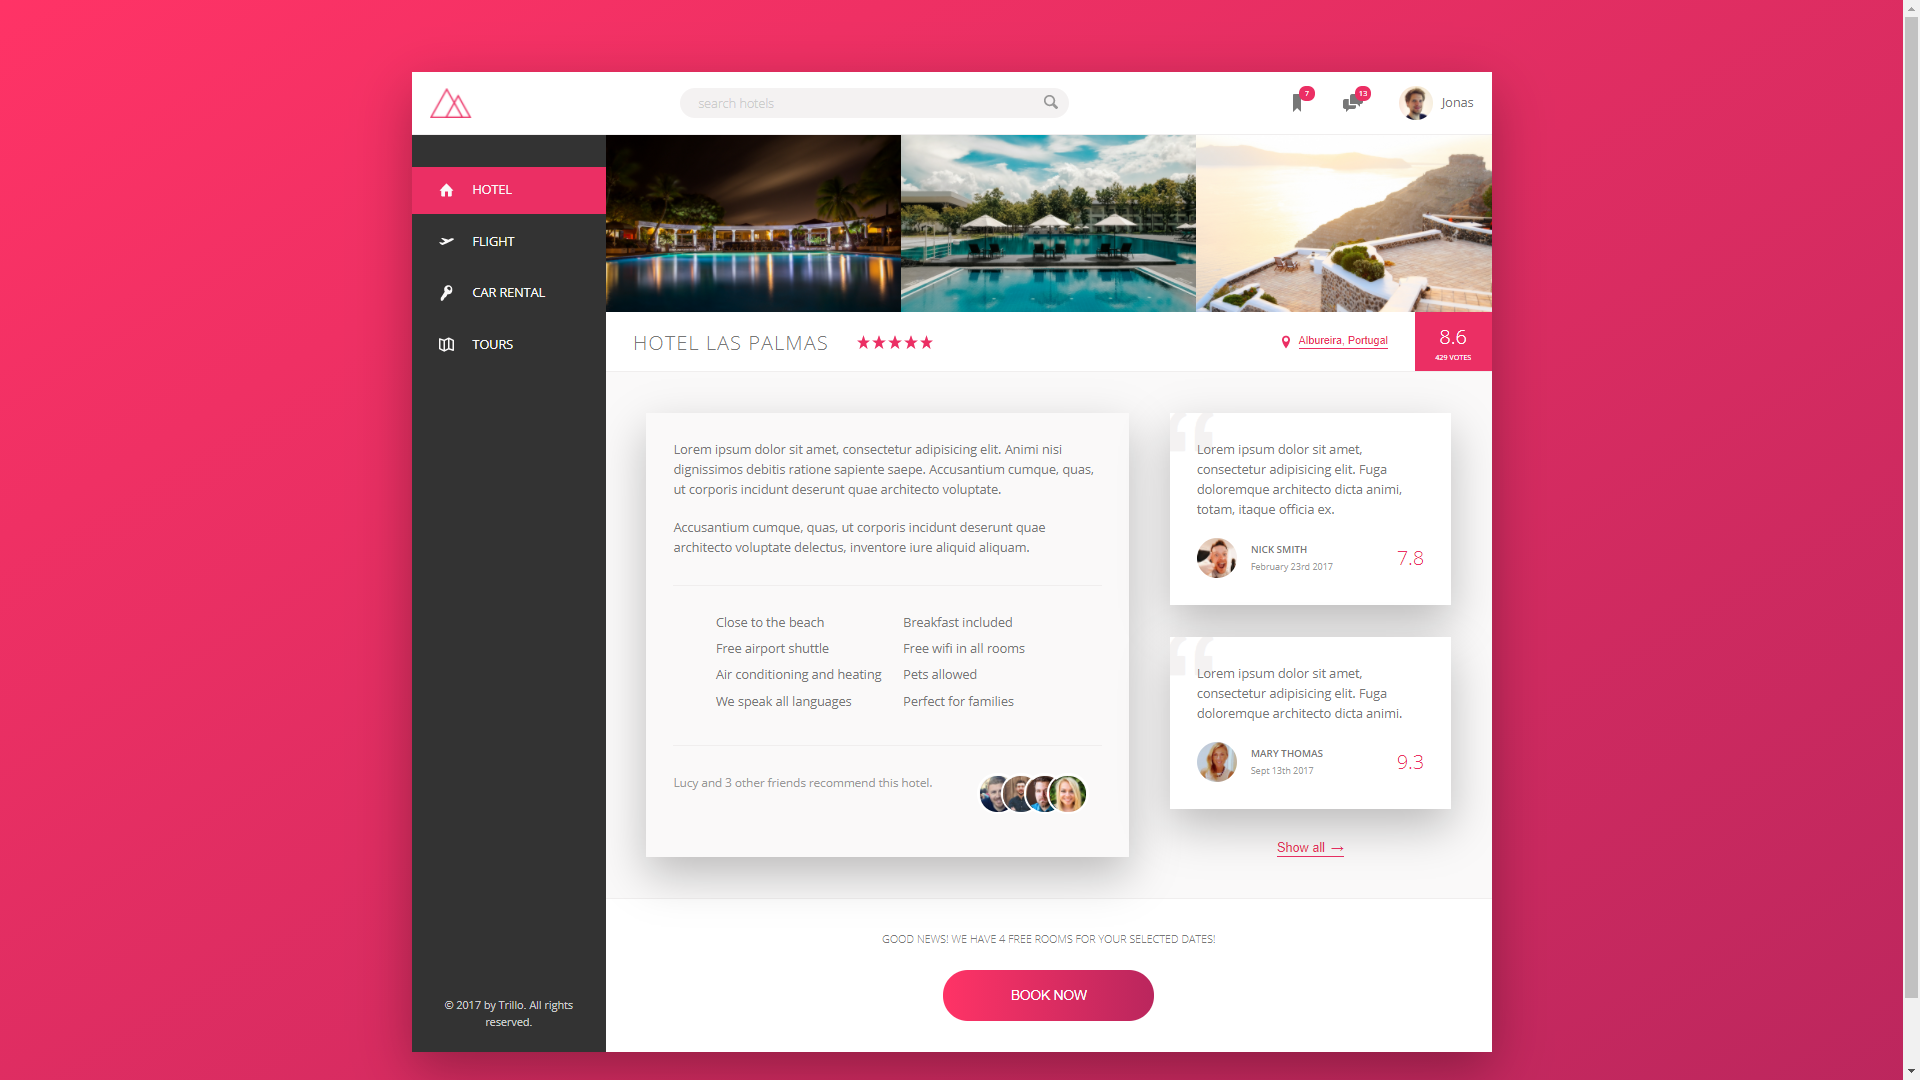 search hotels
7
13
Jonas
HOTEL
FLIGHT
CAR RENTAL
TOURS
© 2017 by Trillo. All rights
reserved.
HOTEL LAS PALMAS
Albureira, Portugal
8.6
429 VOTES
Lorem ipsum dolor sit amet, consectetur adipisicing elit. Animi nisi
dignissimos debitis ratione sapiente saepe. Accusantium cumque, quas,
ut corporis incidunt deserunt quae architecto voluptate.
Accusantium cumque, quas, ut corporis incidunt deserunt quae
architecto voluptate delectus, inventore iure aliquid aliquam.
Close to the beach
Breakfast included
Free airport shuttle
Free wifi in all rooms
Air conditioning and heating
Pets allowed
We speak all languages
Perfect for families
Lucy and 3 other friends recommend this hotel.
“
Lorem ipsum dolor sit amet,
consectetur adipisicing elit. Fuga
doloremque architecto dicta animi,
totam, itaque officia ex.
NICK SMITH
February 23rd 2017
7.8
“
Lorem ipsum dolor sit amet,
consectetur adipisicing elit. Fuga
doloremque architecto dicta animi.
MARY THOMAS
Sept 13th 2017
9.3
Show all →
GOOD NEWS! WE HAVE 4 FREE ROOMS FOR YOUR SELECTED DATES!
BOOK NOW